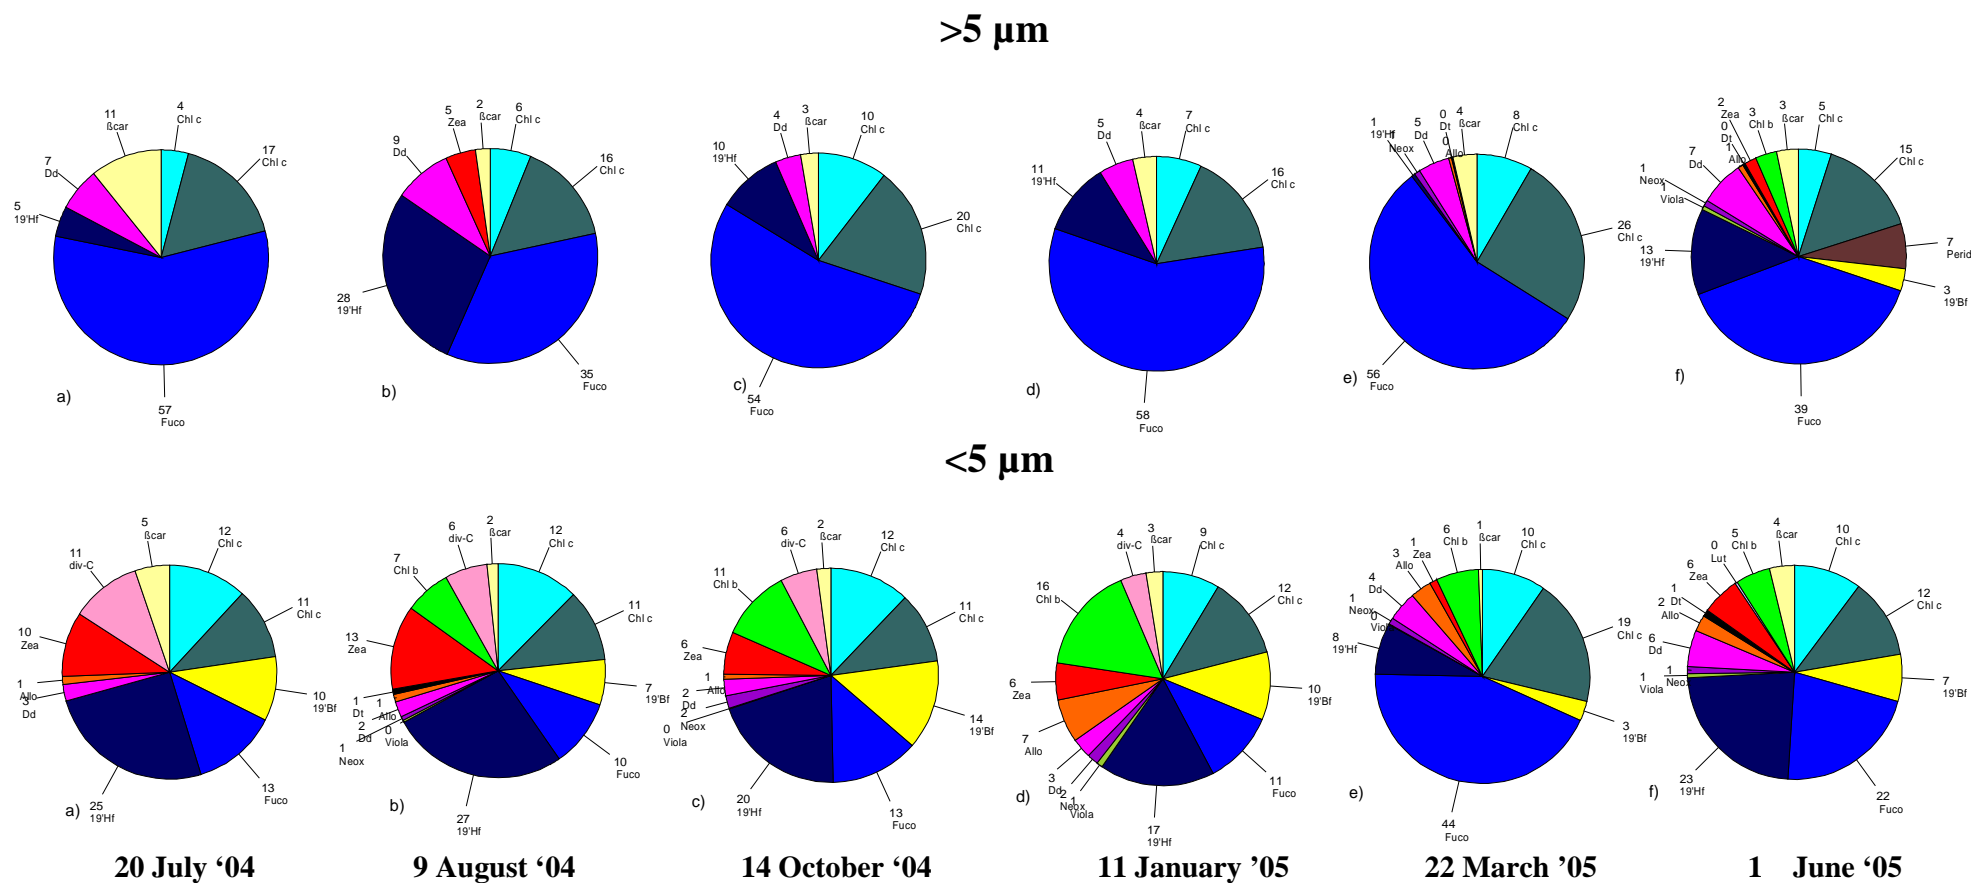 >5 µm
4
Chl c
17
Chl c
57
Fuco
5
19'Hf
7
Dd
11
ßcar
a)
6
Chl c
16
Chl c
35
Fuco
28
19'Hf
9
Dd
5
Zea
2
ßcar
b)
10
Chl c
20
Chl c
54
Fuco
10
19'Hf
4
Dd
3
ßcar
c)
7
Chl c
16
Chl c
58
Fuco
11
19'Hf
5
Dd
4
ßcar
d)
8
Chl c
26
Chl c
56
Fuco
1
19'Hf
1
Neox
5
Dd
0
Dt
0
Allo
4
ßcar
e)
5
Chl c
15
Chl c
7
Perid
3
19'Bf
39
Fuco
13
19'Hf
1
Viola
1
Neox
7
Dd
1
Allo
0
Dt
2
Zea
3
Chl b
3
ßcar
f)
<5 µm
12
Chl c
11
Chl c
10
19'Bf
13
Fuco
25
19'Hf
3
Dd
1
Allo
10
Zea
11
div-C
5
ßcar
a)
12
Chl c
11
Chl c
7
19'Bf
10
Fuco
27
19'Hf
0
Viola
1
Neox
2
Dd
1
Allo
1
Dt
13
Zea
7
Chl b
6
div-C
2
ßcar
b)
12
Chl c
11
Chl c
14
19'Bf
13
Fuco
20
19'Hf
0
Viola
2
Neox
2
Dd
1
Allo
6
Zea
11
Chl b
6
div-C
2
ßcar
c)
9
Chl c
12
Chl c
10
19'Bf
11
Fuco
17
19'Hf
1
Viola
2
Neox
3
Dd
7
Allo
6
Zea
16
Chl b
4
div-C
3
ßcar
d)
10
Chl c
19
Chl c
3
19'Bf
44
Fuco
8
19'Hf
0
Viola
1
Neox
4
Dd
3
Allo
1
Zea
6
Chl b
1
ßcar
e)
10
Chl c
12
Chl c
7
19'Bf
22
Fuco
23
19'Hf
1
Viola
1
Neox
6
Dd
2
Allo
1
Dt
6
Zea
0
Lut
5
Chl b
4
ßcar
f)
20 July ‘04
9 August ‘04
14 October ‘04
11 January ’05
22 March ’05
1 June ‘05